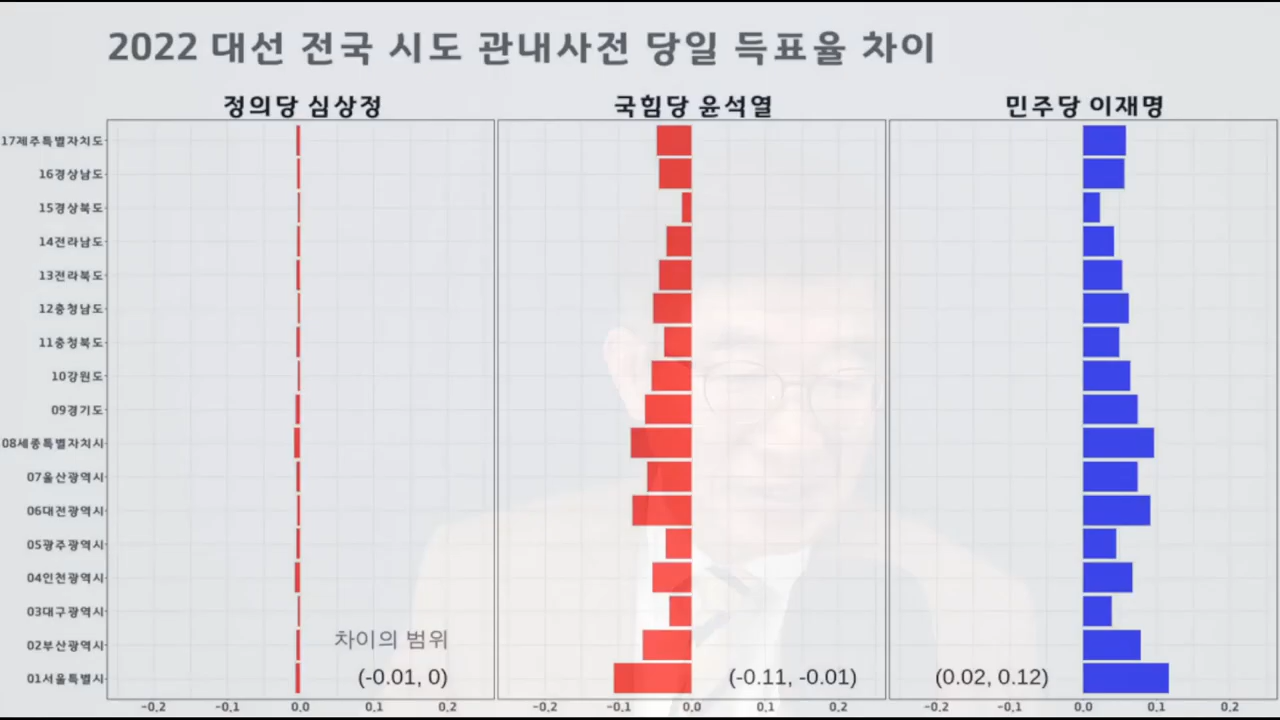 2022 대선 전국 시도 관내사전 당일 득표율 차이
정의당 심상정
국힘당 윤석열
민주당 이재명
17제주특별자치도
16경상남도
15경상북도
14전라남도
13전라북도
12충청남도
11충청북도
10강원도
09경기도
08세종특별자치시
07울산광역시
06대전광역시
05광주광역시
04인천광역시
03대구광역시
02부산광역시
01서울특별시
차이의 범위
(-0.01, 0)
(-0.11, -0.01)
(0.02, 0.12)
-0.2 -0.1 0.0 0.1 0.2
-0.2 -0.1 0.0 0.1 0.2
-0.2 -0.1 0.0 0.1 0.2